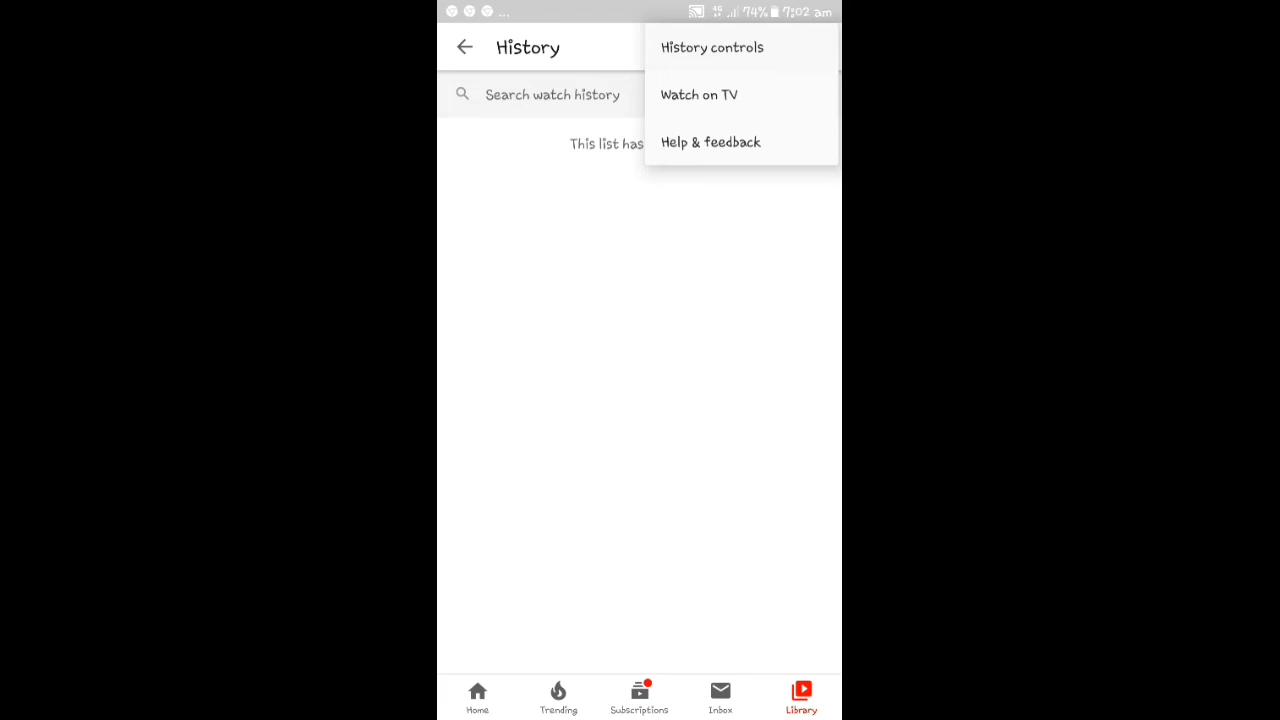 ... 4G 74% 7:02 am
History
History controls
Search watch history
Watch on TV
This list has
Help & feedback
Home
Trending
Subscriptions
Inbox
Library